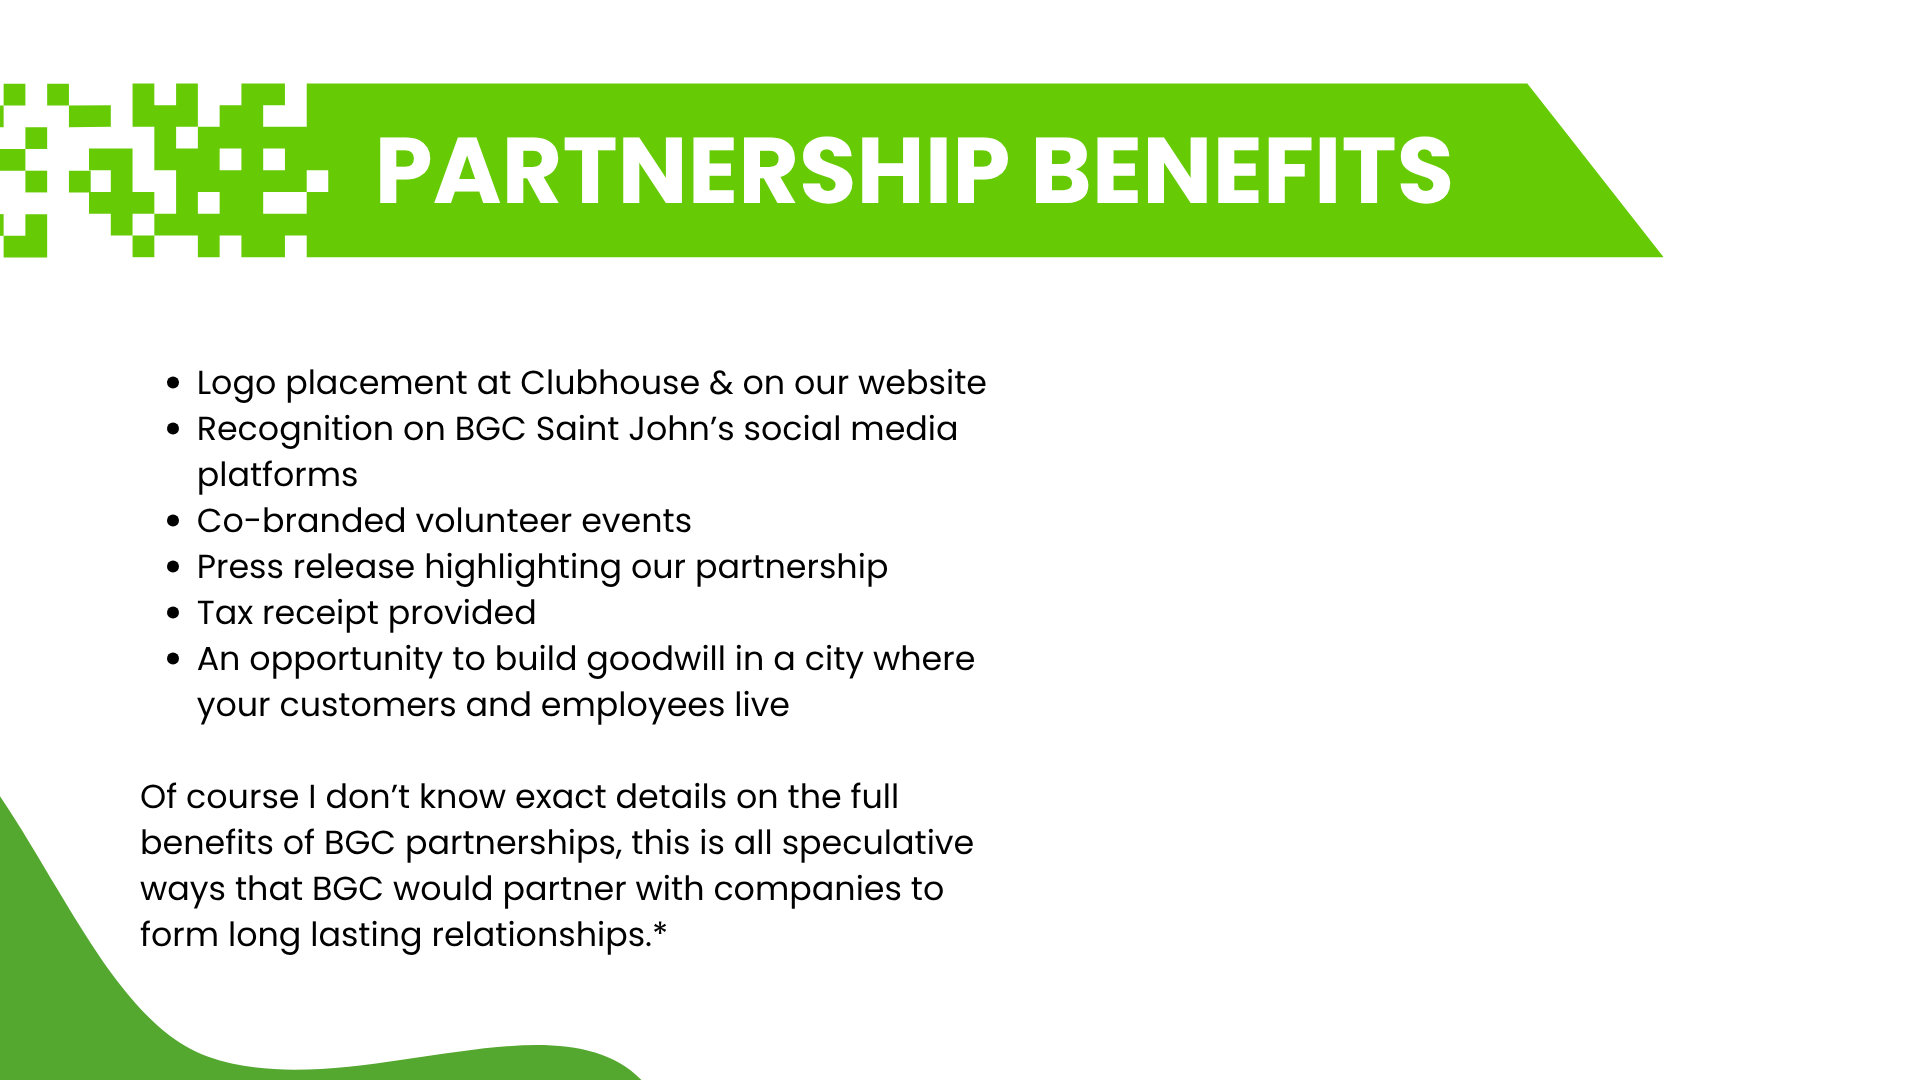 PARTNERSHIP BENEFITS
• Logo placement at Clubhouse & on our website
• Recognition on BGC Saint John’s social media
platforms
• Co-branded volunteer events
• Press release highlighting our partnership
• Tax receipt provided
• An opportunity to build goodwill in a city where
your customers and employees live
Of course I don’t know exact details on the full
benefits of BGC partnerships, this is all speculative
ways that BGC would partner with companies to
form long lasting relationships.*